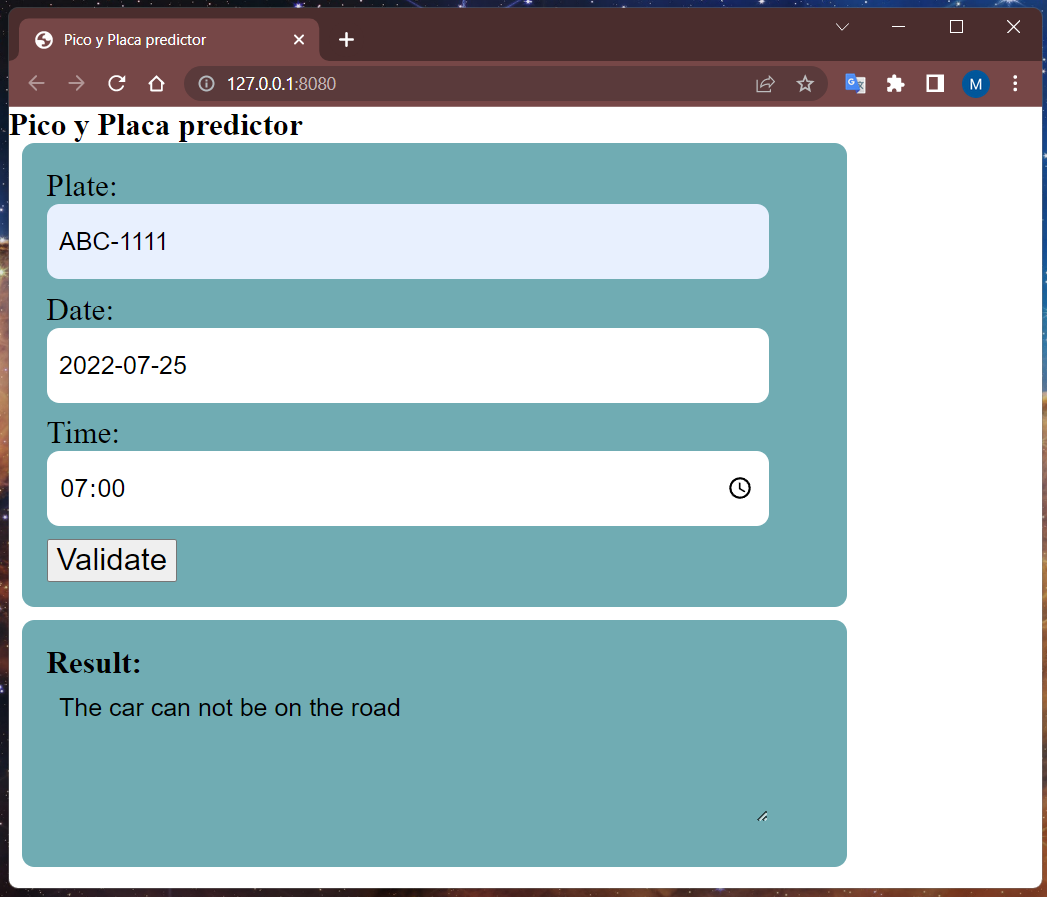 Pico y Placa predictor
127.0.0.1:8080
M
Pico y Placa predictor
Plate:
ABC-1111
Date:
2022-07-25
Time:
07:00
Validate
Result:
The car can not be on the road